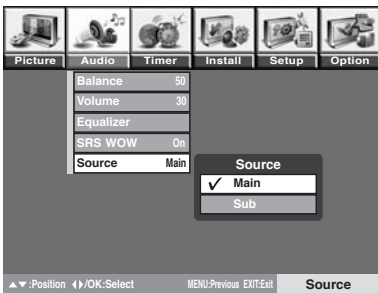 Picture Audio Timer Install Setup Option
Balance 50
Volume 30
Equalizer
SRS WOW On
Source Main
Source
✓ Main
Sub
▲▼:Position ◀▶/OK:Select MENU:Previous EXIT:Exit Source